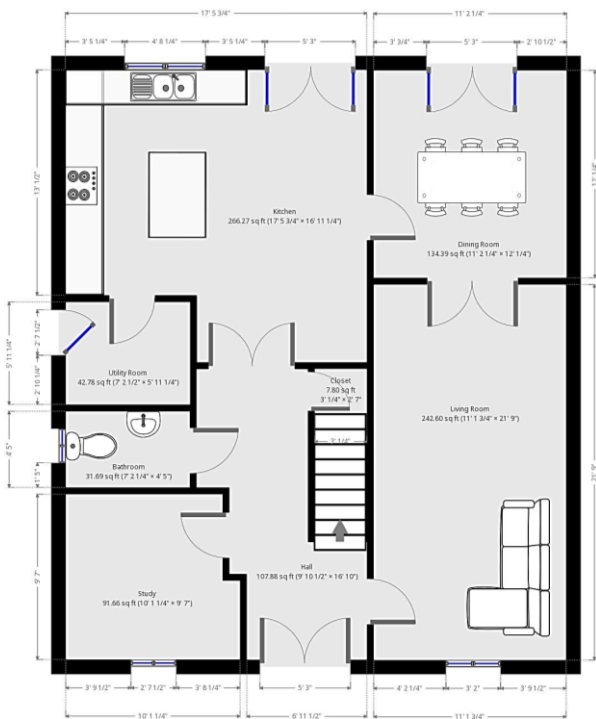 17' 5 3/4"
11' 2 1/4"
3' 5 1/4"
4' 8 1/4"
3' 5 1/4"
5' 3"
3' 3/4"
5' 3"
2' 10 1/2"
13' 1/2"
12' 1/4"
Kitchen
266.27 sq ft (17' 5 3/4" × 16' 11 1/4")
Dining Room
134.39 sq ft (11' 2 1/4" × 12' 1/4")
5' 11 1/4"
2' 7 1/2"
2' 10 1/4"
Utility Room
42.78 sq ft (7' 2 1/2" × 5' 11 1/4")
Closet
7.80 sq ft
3' 1/4" × 2' 7"
3' 1/4"
Living Room
242.60 sq ft (11' 1 3/4" × 21' 9")
21' 9"
4' 5"
1' 5"
Bathroom
31.69 sq ft (7' 2 1/4" × 4' 5")
9' 7"
Hall
107.88 sq ft (9' 10 1/2" × 16' 10")
Study
91.66 sq ft (10' 1 1/4" × 9' 7")
3' 9 1/2"
2' 7 1/2"
3' 8 1/4"
5' 3"
4' 2 1/4"
3' 2"
3' 9 1/2"
10' 1 1/4"
6' 11 1/2"
11' 1 3/4"